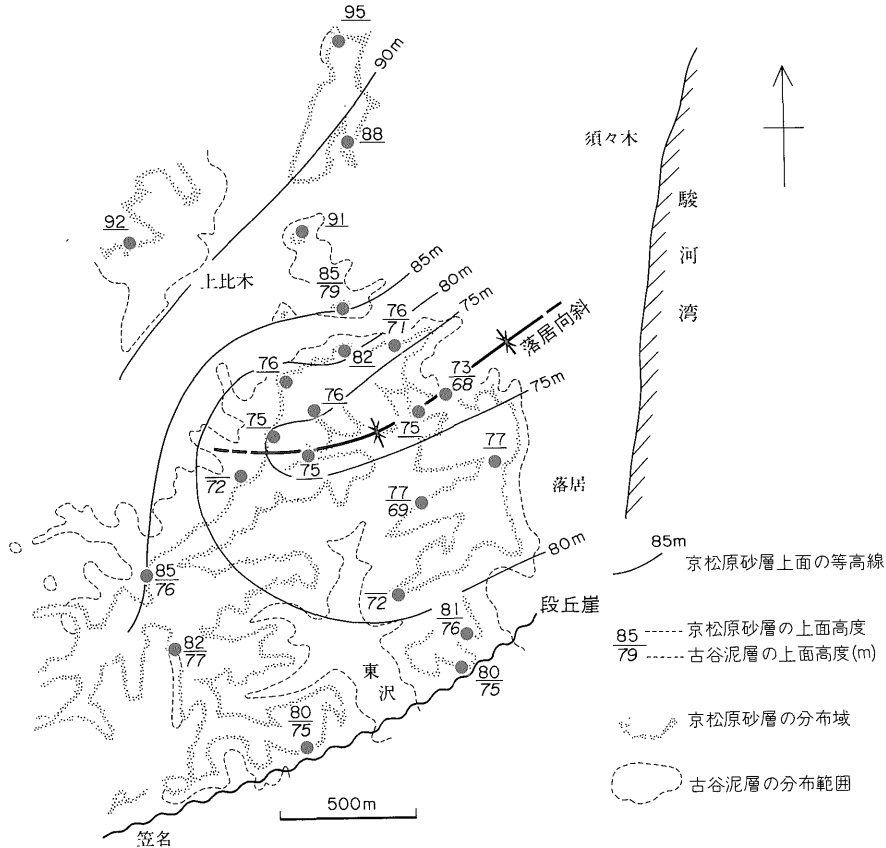 95
90m
88
須々木
駿河湾
92
91
上比木
85
79
85m
80m
75m
76
71
落居向斜
82
76
73
68
76
75
75
75m
75
77
72
77
69
落居
80m
85m
京松原砂層上面の等高線
85
76
72
段丘崖
81
76
85
79
京松原砂層の上面高度
古谷泥層の上面高度(m)
82
77
東沢
80
75
京松原砂層の分布域
80
75
古谷泥層の分布範囲
500m
笠名